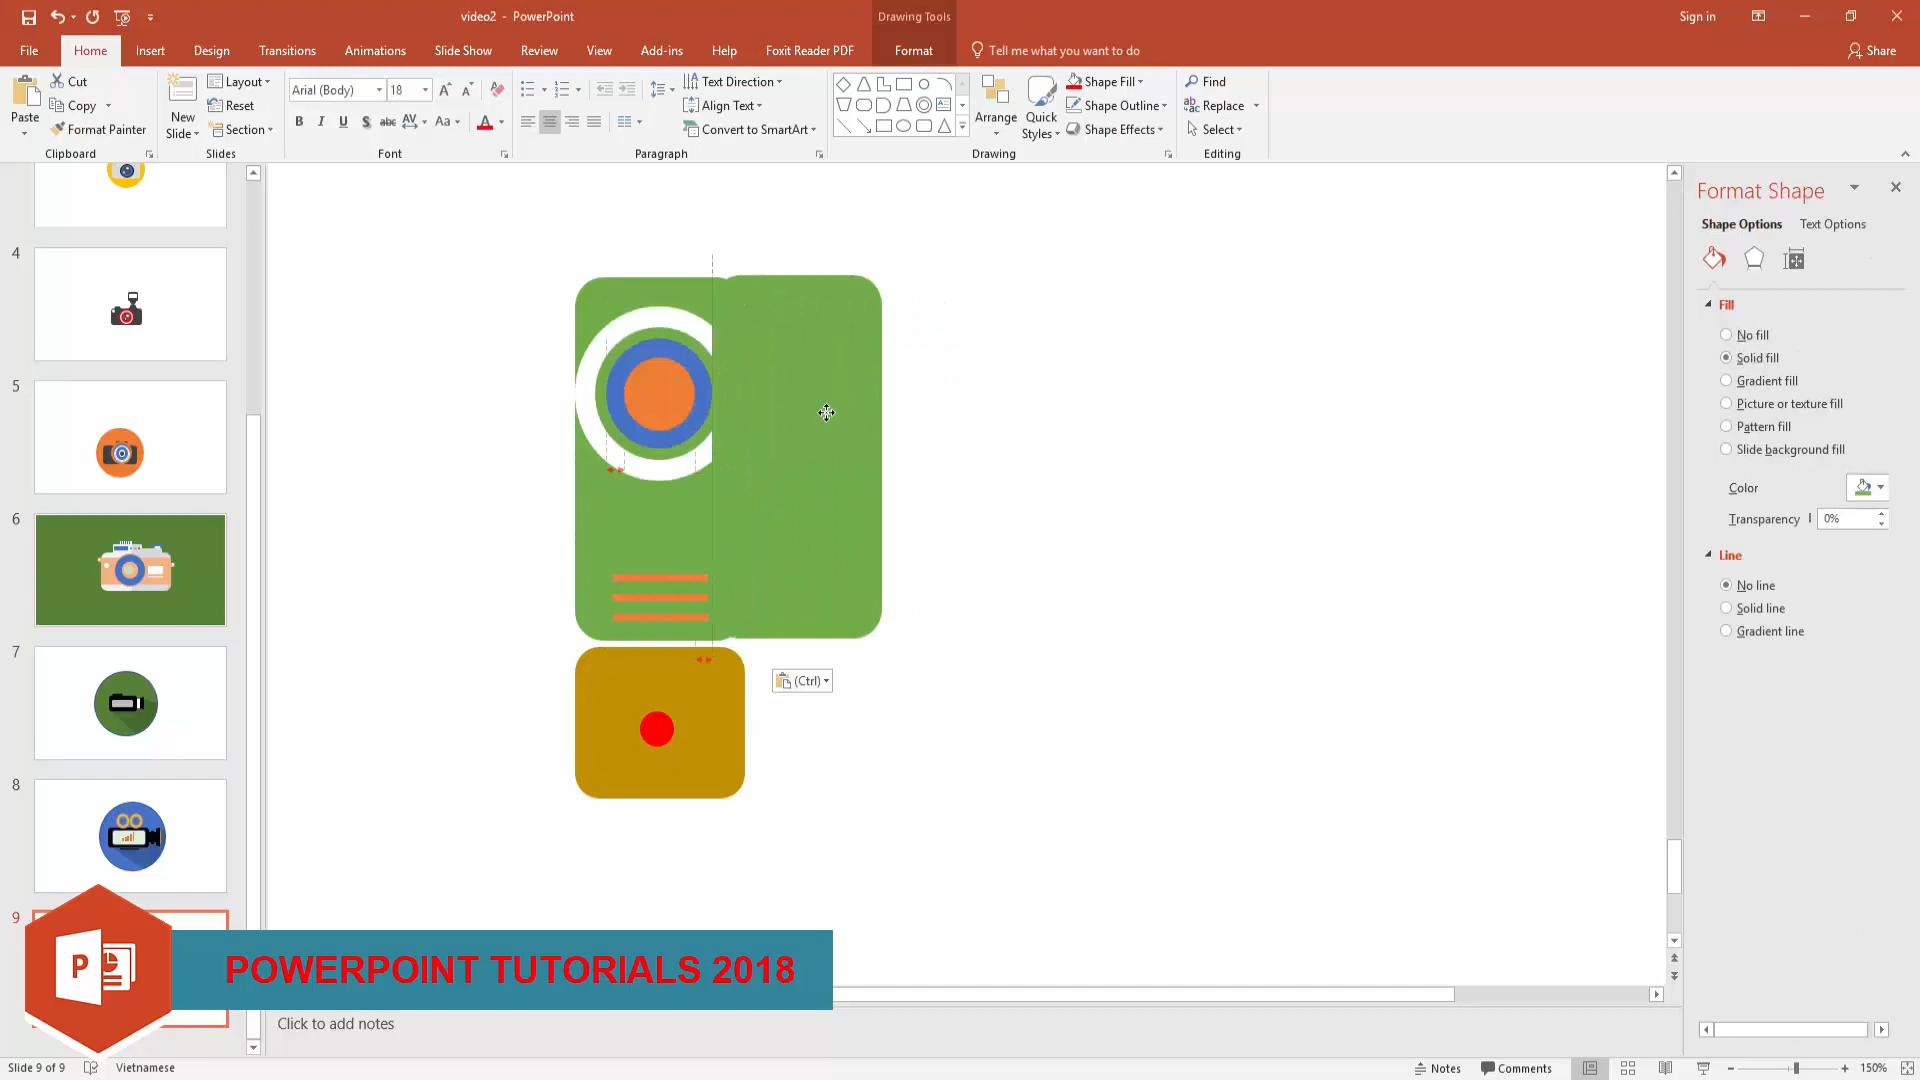 video2 - PowerPoint
Drawing Tools
Sign in
File Home Insert Design Transitions Animations Slide Show Review View Add-ins Help Foxit Reader PDF Format Tell me what you want to do Share
Paste
Cut
Copy
Format Painter
Clipboard
New Slide
Layout
Reset
Section
Slides
Arial (Body) 18
B I U S abc AV Aa A
Font
Text Direction
Align Text
Convert to SmartArt
Paragraph
Arrange
Quick Styles
Shape Fill
Shape Outline
Shape Effects
Drawing
Find
Replace
Select
Editing
4
5
6
7
8
9
(Ctrl)
Format Shape
Shape Options Text Options
Fill
No fill
Solid fill
Gradient fill
Picture or texture fill
Pattern fill
Slide background fill
Color
Transparency 0%
Line
No line
Solid line
Gradient line
P
POWERPOINT TUTORIALS 2018
Click to add notes
Slide 9 of 9 Vietnamese Notes Comments 150%